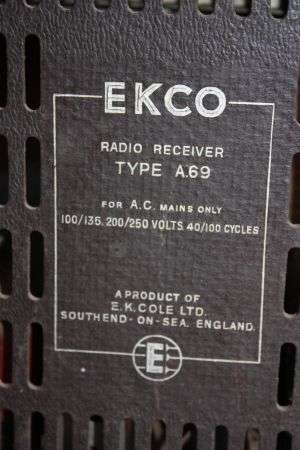 EKCO
RADIO RECEIVER
TYPE A.69
FOR A.C. MAINS ONLY
100/135. 200/250 VOLTS 40/100 CYCLES
A PRODUCT OF
E.K.COLE LTD.
SOUTHEND-ON-SEA. ENGLAND.
E